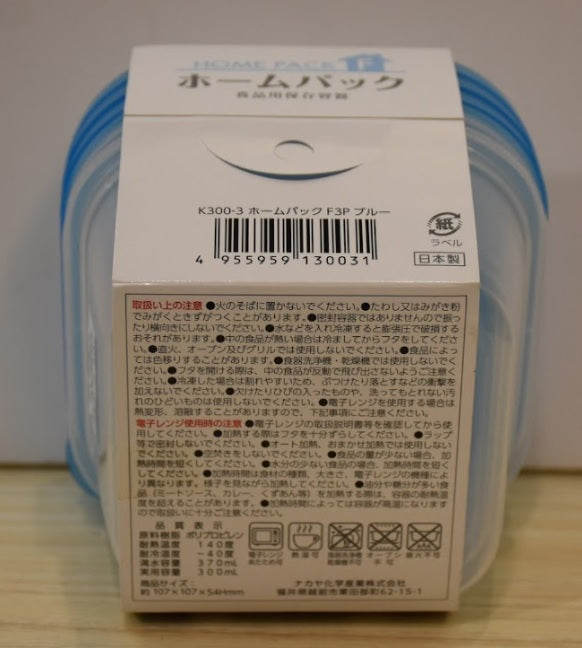 HOME PACK F
ホームパック
食品用保存容器
K300-3 ホームパック F3P ブルー
4 955959 130031
紙
ラベル
日本製
取扱い上の注意 ●火のそばに置かないでください。●たわし又はみがき粉
でみがくときずがつくことがあります。●密封容器ではありませんので振っ
たり横向きにしないでください。●水などを入れ冷凍すると膨張圧で破損する
おそれがあります。●中の食品が熱い場合は冷ましてからフタをしてくださ
い。●直火、オーブン及びグリルでは使用しないでください。●食品によっ
ては色移りすることがあります。●食器洗浄機・乾燥機では使用しないでくだ
さい。●フタを開ける際は、中の食品が反動で飛び出さないようご注意くだ
さい。●冷凍した場合は割れやすいため、ぶつけたり落とすなどの衝撃を
加えないでください。●欠けたりひびの入ったものや、洗ってもとれない汚
れのひどいものは使用しないでください。●電子レンジを使用する場合は
熱変形、溶融することがありますので、下記事項にご注意ください。
電子レンジ使用時の注意 ●電子レンジの取扱説明書等を確認してから使
用してください。●加熱する際はフタを十分ずらしてください。●ラップ
等で密封しないでください。●オート加熱、おまかせ加熱では使用しない
でください。●空焚きをしないでください。●食品の量が少ない場合、加
熱時間を短くしてください。●水分の少ない食品の場合、加熱時間を短く
してください。●加熱時間は食材の種類、大きさ、電子レンジの機種によ
り異なります。様子を見ながら加熱してください。●油分や糖分が多い食
品(ミートソース、カレー、くずあん等)を加熱する際は、容器の耐熱温
度を超えることがあります。●加熱時間によっては容器が高温になります
ので取扱いに十分ご注意ください。
品質表示
原料樹脂 ポリプロピレン
耐熱温度 140度
耐冷温度 -40度
満水容量 370mL
実用容量 300mL
商品サイズ:
約107×107×54Hmm
電子レンジ
あたため可
熱湯可
食器洗浄機
乾燥機不可
オーブン
不可
直火不可
ナカヤ化学産業株式会社
福井県越前市粟田部町62-15-1